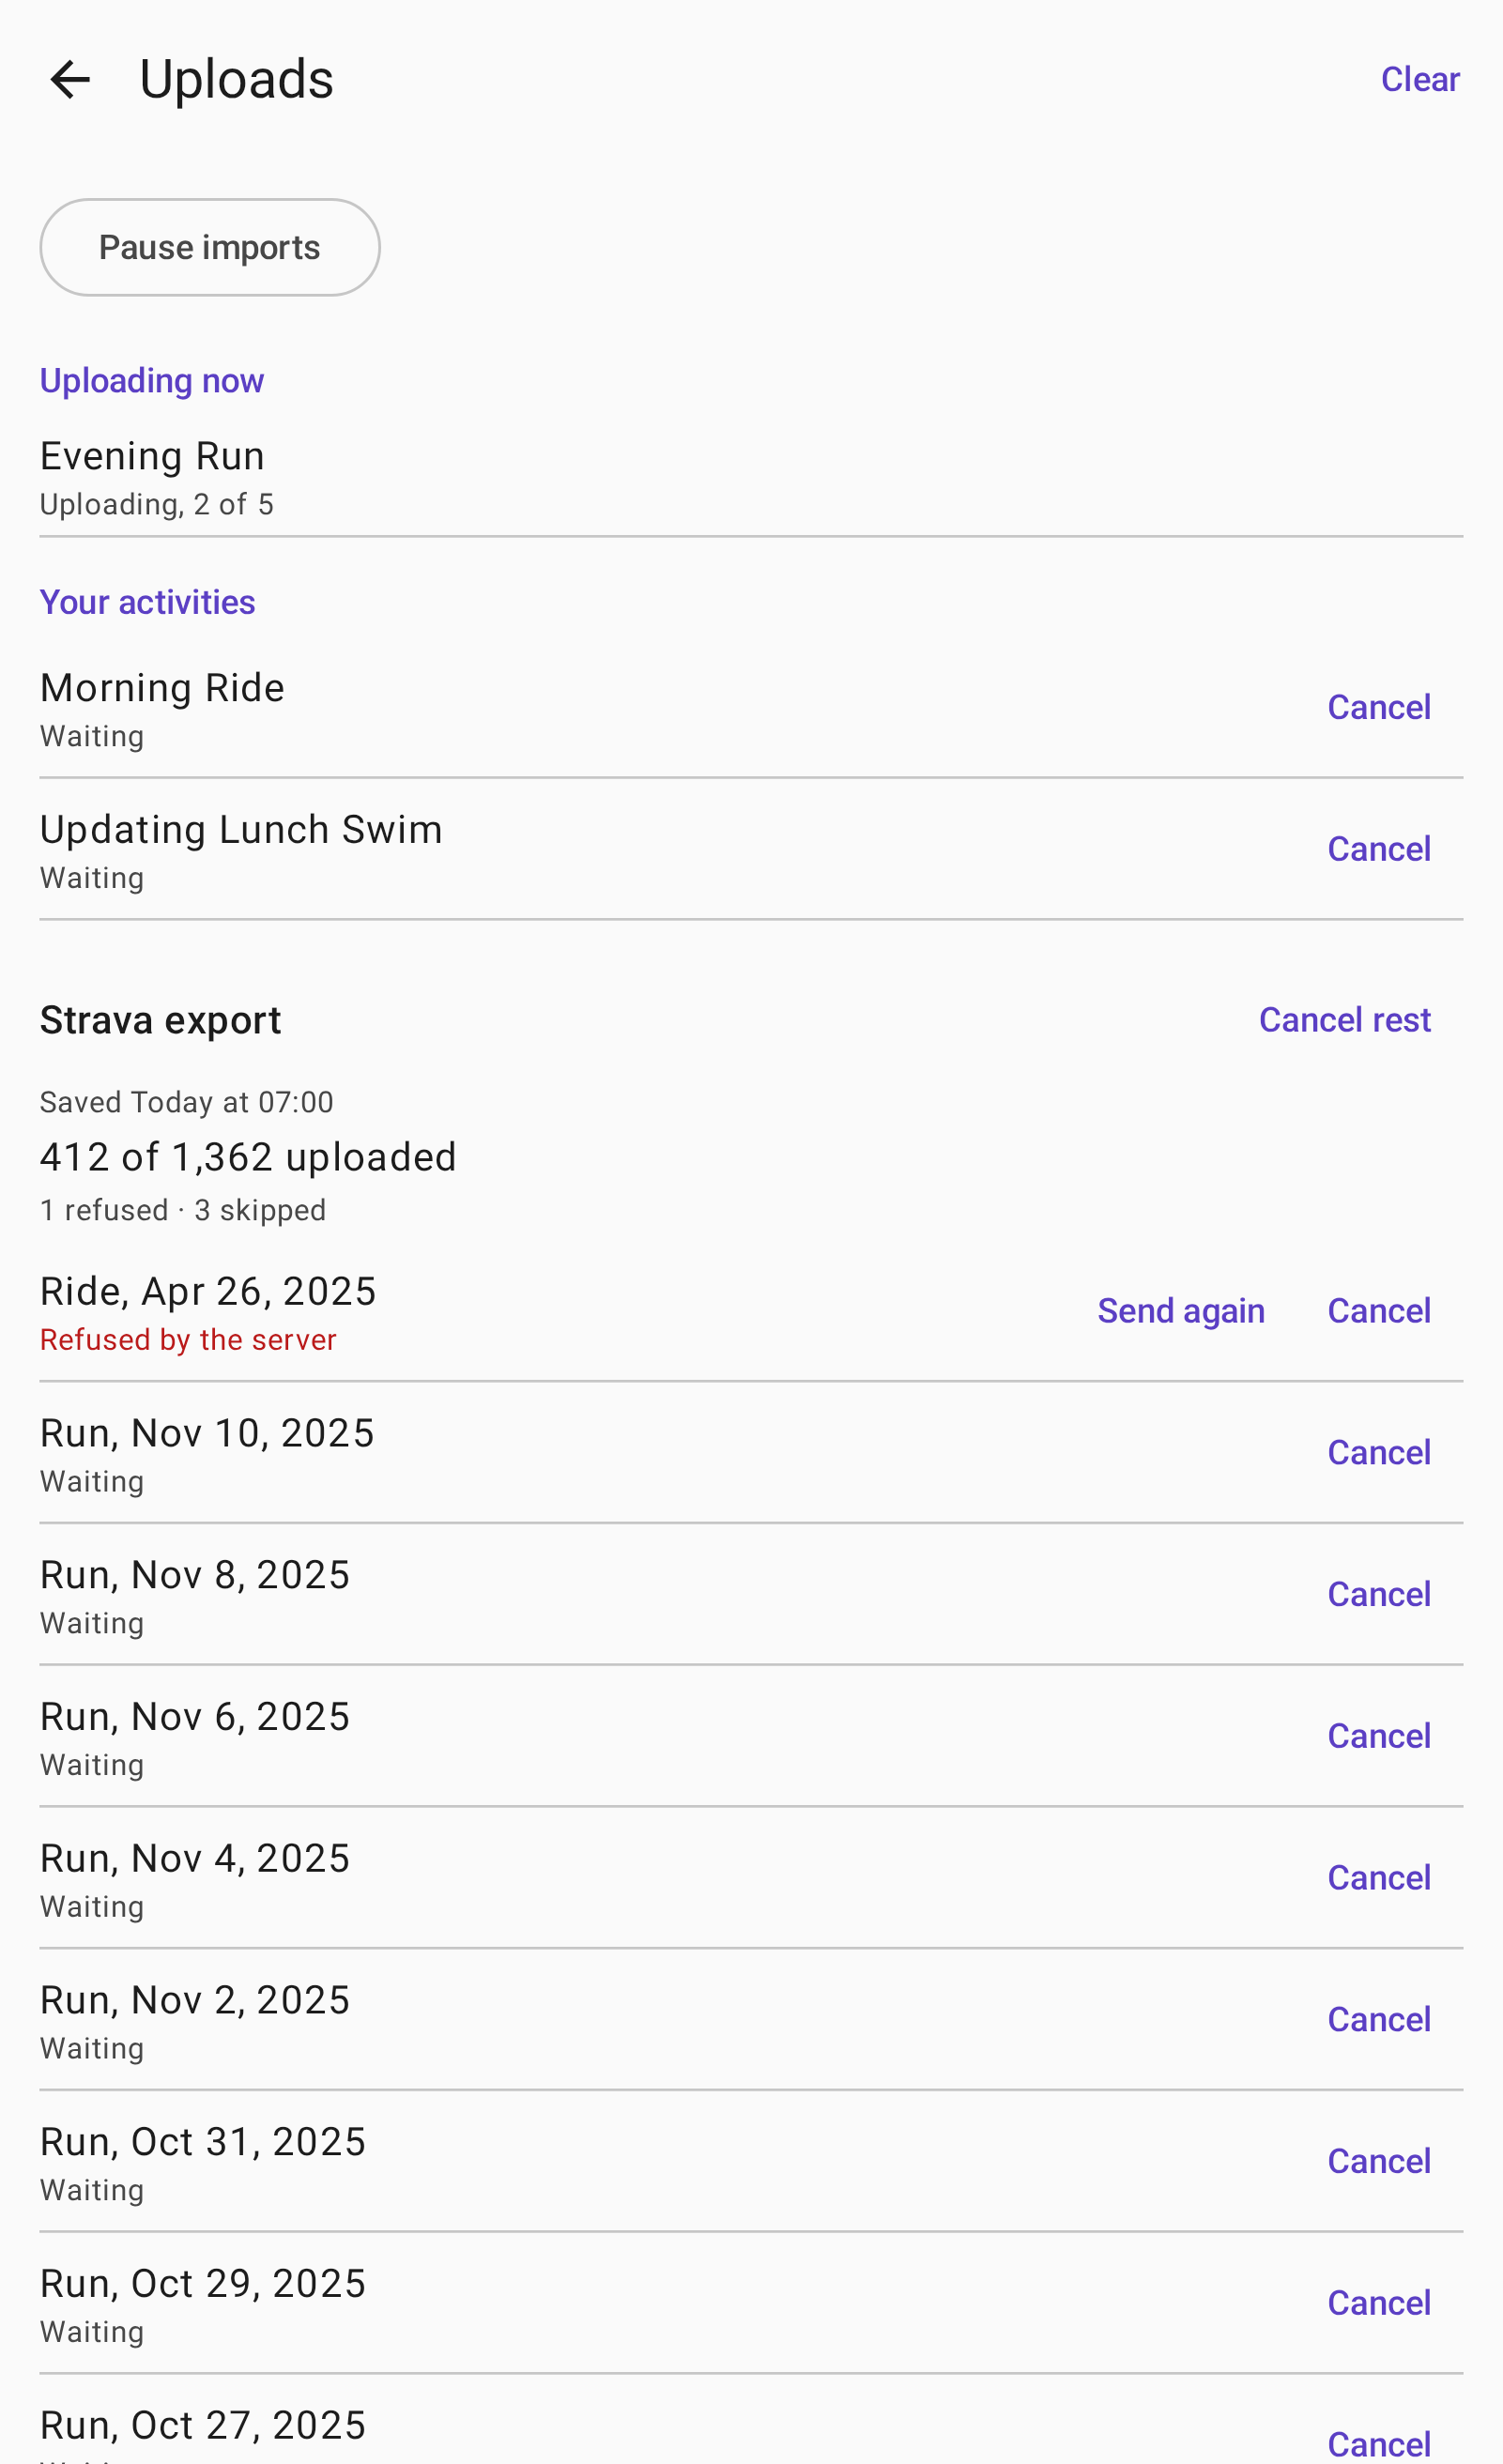 Uploads
Clear
Pause imports
Uploading now
Evening Run
Uploading, 2 of 5
Your activities
Morning Ride
Waiting
Cancel
Updating Lunch Swim
Waiting
Cancel
Strava export
Cancel rest
Saved Today at 07:00
412 of 1,362 uploaded
1 refused · 3 skipped
Ride, Apr 26, 2025
Refused by the server
Send again
Cancel
Run, Nov 10, 2025
Waiting
Cancel
Run, Nov 8, 2025
Waiting
Cancel
Run, Nov 6, 2025
Waiting
Cancel
Run, Nov 4, 2025
Waiting
Cancel
Run, Nov 2, 2025
Waiting
Cancel
Run, Oct 31, 2025
Waiting
Cancel
Run, Oct 29, 2025
Waiting
Cancel
Run, Oct 27, 2025
Cancel